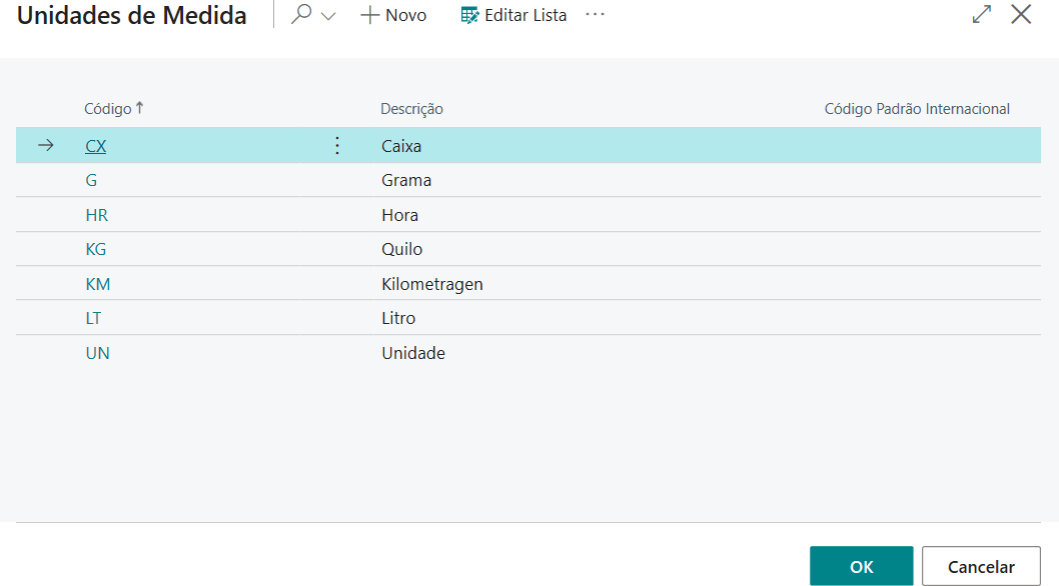 Unidades de Medida Novo Editar Lista
Código Descrição Código Padrão Internacional
CX Caixa
G Grama
HR Hora
KG Quilo
KM Kilometragen
LT Litro
UN Unidade
OK Cancelar